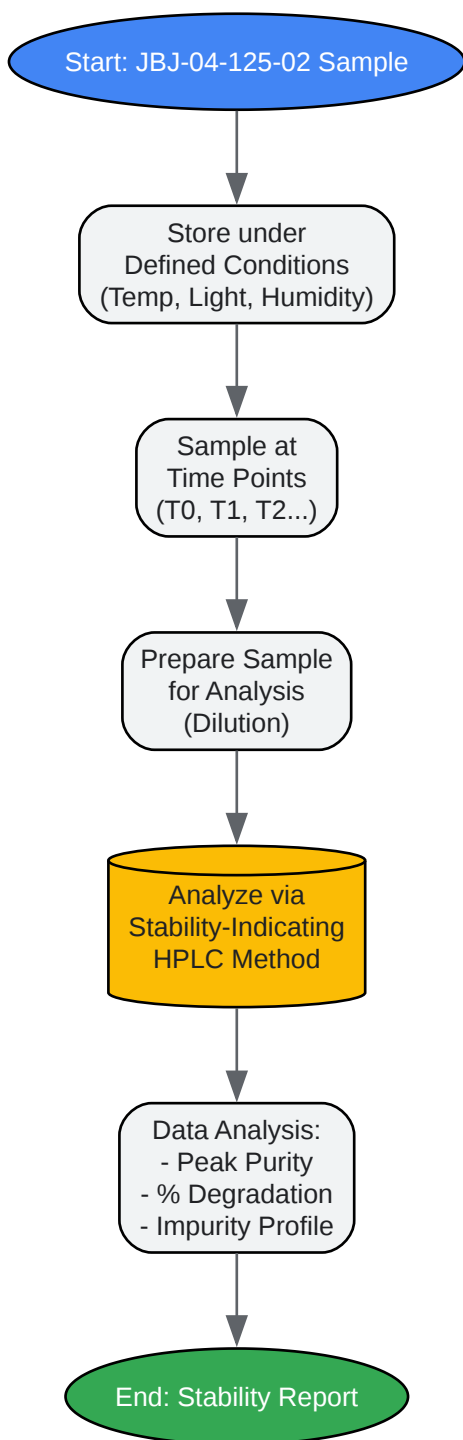 Start: JBJ-04-125-02 Sample
Store under
Defined Conditions
(Temp, Light, Humidity)
Sample at
Time Points
(T0, T1, T2...)
Prepare Sample
for Analysis
(Dilution)
Analyze via
Stability-Indicating
HPLC Method
Data Analysis:
- Peak Purity
- % Degradation
- Impurity Profile
End: Stability Report